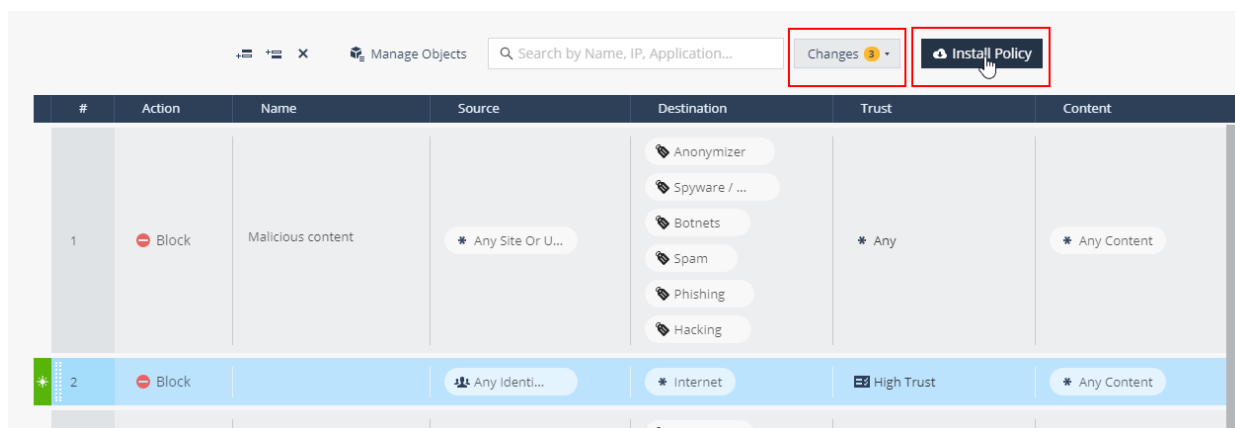 Manage Objects
Search by Name, IP, Application...
Changes 3
Install Policy
# Action Name Source Destination Trust Content
Anonymizer
Spyware / ...
Botnets
1 Block Malicious content * Any Site Or U... * Any * Any Content
Spam
Phishing
Hacking
2 Block Any Identi... * Internet High Trust * Any Content